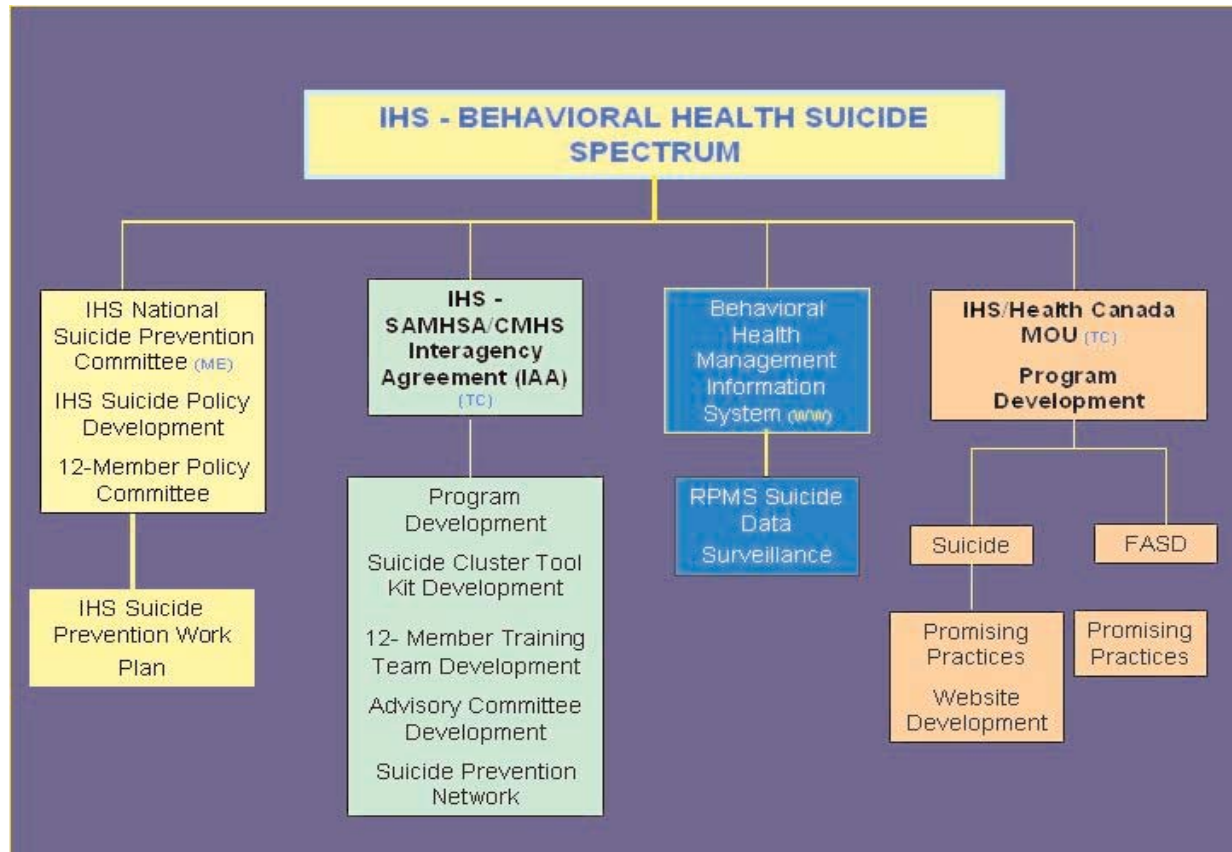 IHS - BEHAVIORAL HEALTH SUICIDE
SPECTRUM
IHS National
Suicide Prevention
Committee (ME)
IHS Suicide Policy
Development
12-Member Policy
Committee
IHS Suicide
Prevention Work
Plan
IHS -
SAMHSA/CMHS
Interagency
Agreement (IAA)
(TC)
Program
Development
Suicide Cluster Tool
Kit Development
12- Member Training
Team Development
Advisory Committee
Development
Suicide Prevention
Network
Behavioral
Health
Management
Information
System (WW)
RPMS Suicide
Data
Surveillance
IHS/Health Canada
MOU (TC)
Program
Development
Suicide
FASD
Promising
Practices
Website
Development
Promising
Practices